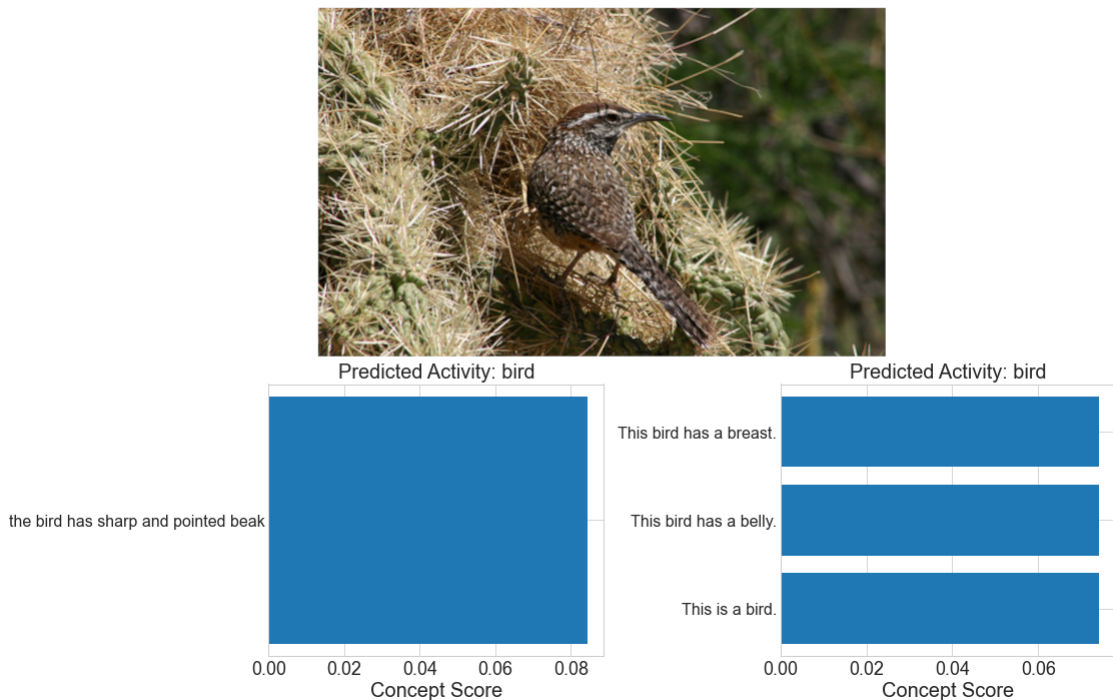 Predicted Activity: bird
the bird has sharp and pointed beak
0.00 0.02 0.04 0.06 0.08
Concept Score
Predicted Activity: bird
This bird has a breast.
This bird has a belly.
This is a bird.
0.00 0.02 0.04 0.06
Concept Score